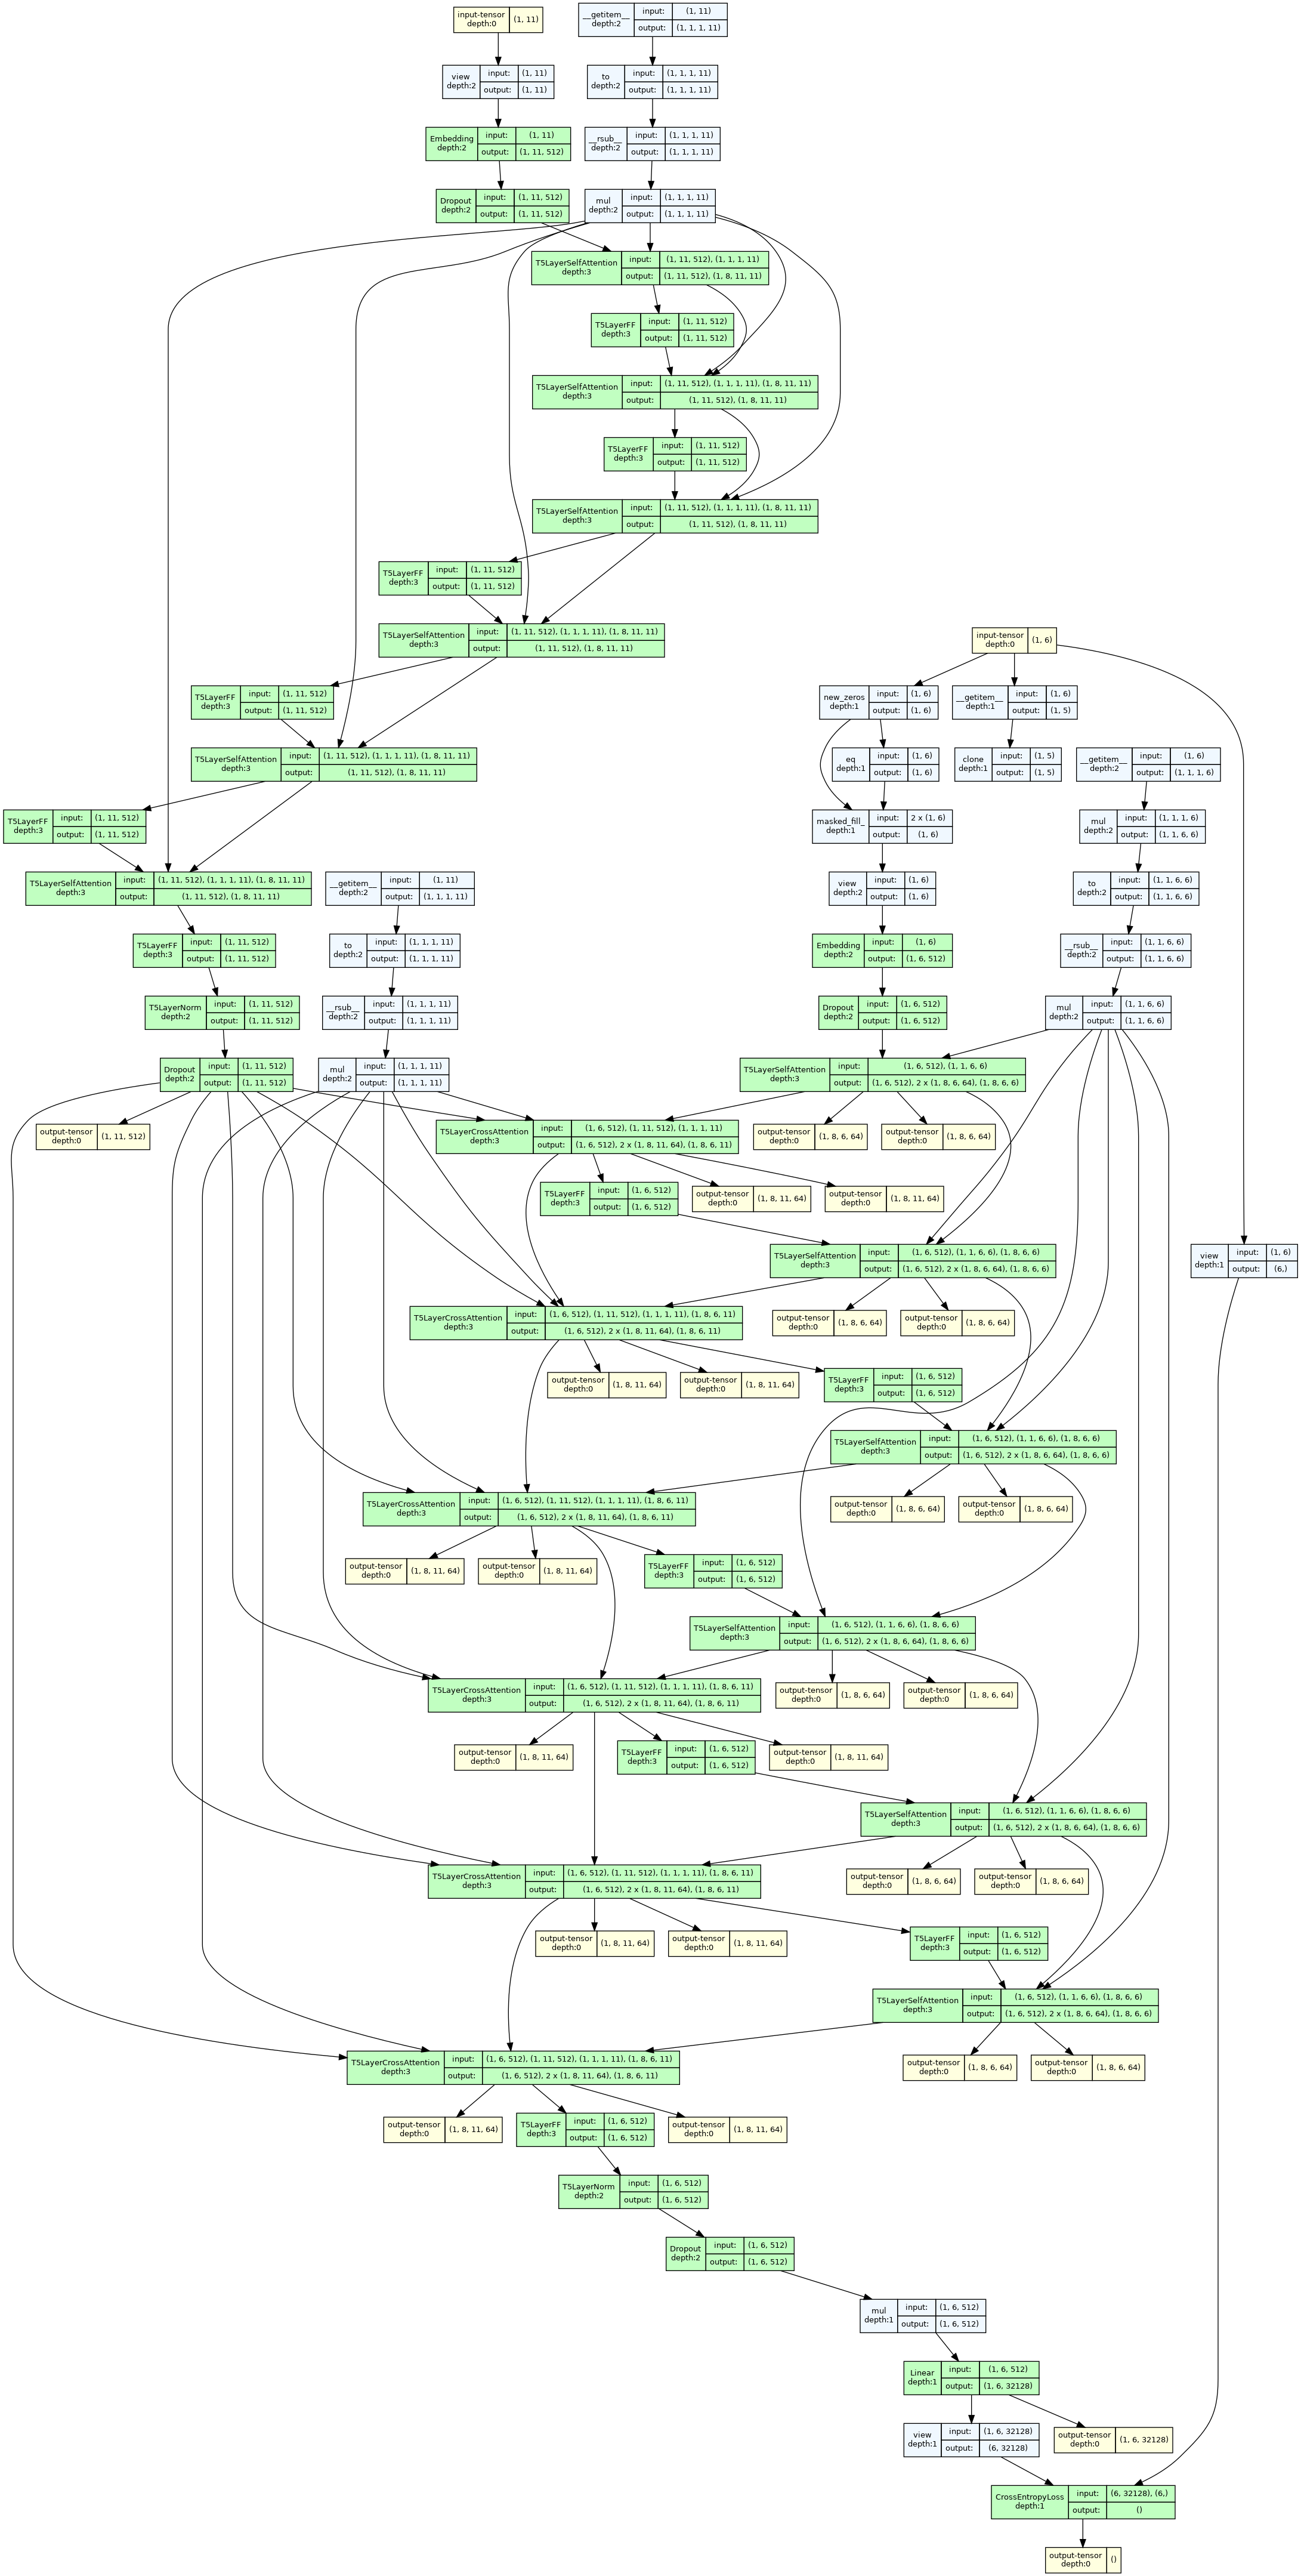 input-tensor (1, 11)
depth:0
__getitem__ input: (1, 11)
depth:2 output: (1, 1, 1, 11)
view input: (1, 11)
depth:2 output: (1, 11)
to input: (1, 1, 1, 11)
depth:2 output: (1, 1, 1, 11)
Embedding input: (1, 11)
depth:2 output: (1, 11, 512)
__rsub__ input: (1, 1, 1, 11)
depth:2 output: (1, 1, 1, 11)
Dropout input: (1, 11, 512)
depth:2 output: (1, 11, 512)
mul input: (1, 1, 1, 11)
depth:2 output: (1, 1, 1, 11)
T5LayerSelfAttention input: (1, 11, 512), (1, 1, 1, 11)
depth:3 output: (1, 11, 512), (1, 8, 11, 11)
T5LayerFF input: (1, 11, 512)
depth:3 output: (1, 11, 512)
T5LayerSelfAttention input: (1, 11, 512), (1, 1, 1, 11), (1, 8, 11, 11)
depth:3 output: (1, 11, 512), (1, 8, 11, 11)
T5LayerFF input: (1, 11, 512)
depth:3 output: (1, 11, 512)
T5LayerSelfAttention input: (1, 11, 512), (1, 1, 1, 11), (1, 8, 11, 11)
depth:3 output: (1, 11, 512), (1, 8, 11, 11)
T5LayerFF input: (1, 11, 512)
depth:3 output: (1, 11, 512)
T5LayerSelfAttention input: (1, 11, 512), (1, 1, 1, 11), (1, 8, 11, 11)
depth:3 output: (1, 11, 512), (1, 8, 11, 11)
input-tensor (1, 6)
depth:0
T5LayerFF input: (1, 11, 512)
depth:3 output: (1, 11, 512)
new_zeros input: (1, 6)
depth:1 output: (1, 6)
__getitem__ input: (1, 6)
depth:1 output: (1, 5)
T5LayerSelfAttention input: (1, 11, 512), (1, 1, 1, 11), (1, 8, 11, 11)
depth:3 output: (1, 11, 512), (1, 8, 11, 11)
eq input: (1, 6)
depth:1 output: (1, 6)
clone input: (1, 5)
depth:1 output: (1, 5)
__getitem__ input: (1, 6)
depth:2 output: (1, 1, 1, 6)
T5LayerFF input: (1, 11, 512)
depth:3 output: (1, 11, 512)
masked_fill_ input: 2 x (1, 6)
depth:1 output: (1, 6)
mul input: (1, 1, 1, 6)
depth:2 output: (1, 1, 6, 6)
T5LayerSelfAttention input: (1, 11, 512), (1, 1, 1, 11), (1, 8, 11, 11)
depth:3 output: (1, 11, 512), (1, 8, 11, 11)
__getitem__ input: (1, 11)
depth:2 output: (1, 1, 1, 11)
view input: (1, 6)
depth:2 output: (1, 6)
to input: (1, 1, 6, 6)
depth:2 output: (1, 1, 6, 6)
T5LayerFF input: (1, 11, 512)
depth:3 output: (1, 11, 512)
to input: (1, 1, 1, 11)
depth:2 output: (1, 1, 1, 11)
Embedding input: (1, 6)
depth:2 output: (1, 6, 512)
__rsub__ input: (1, 1, 6, 6)
depth:2 output: (1, 1, 6, 6)
T5LayerNorm input: (1, 11, 512)
depth:2 output: (1, 11, 512)
__rsub__ input: (1, 1, 1, 11)
depth:2 output: (1, 1, 1, 11)
Dropout input: (1, 6, 512)
depth:2 output: (1, 6, 512)
mul input: (1, 1, 6, 6)
depth:2 output: (1, 1, 6, 6)
Dropout input: (1, 11, 512)
depth:2 output: (1, 11, 512)
mul input: (1, 1, 1, 11)
depth:2 output: (1, 1, 1, 11)
T5LayerSelfAttention input: (1, 6, 512), (1, 1, 6, 6)
depth:3 output: (1, 6, 512), 2 x (1, 8, 6, 64), (1, 8, 6, 6)
output-tensor (1, 11, 512)
depth:0
T5LayerCrossAttention input: (1, 6, 512), (1, 11, 512), (1, 1, 1, 11)
depth:3 output: (1, 6, 512), 2 x (1, 8, 11, 64), (1, 8, 6, 11)
output-tensor (1, 8, 6, 64)
depth:0
output-tensor (1, 8, 6, 64)
depth:0
T5LayerFF input: (1, 6, 512)
depth:3 output: (1, 6, 512)
output-tensor (1, 8, 11, 64)
depth:0
output-tensor (1, 8, 11, 64)
depth:0
T5LayerSelfAttention input: (1, 6, 512), (1, 1, 6, 6), (1, 8, 6, 6)
depth:3 output: (1, 6, 512), 2 x (1, 8, 6, 64), (1, 8, 6, 6)
view input: (1, 6)
depth:1 output: (6,)
T5LayerCrossAttention input: (1, 6, 512), (1, 11, 512), (1, 1, 1, 11), (1, 8, 6, 11)
depth:3 output: (1, 6, 512), 2 x (1, 8, 11, 64), (1, 8, 6, 11)
output-tensor (1, 8, 6, 64)
depth:0
output-tensor (1, 8, 6, 64)
depth:0
output-tensor (1, 8, 11, 64)
depth:0
output-tensor (1, 8, 11, 64)
depth:0
T5LayerFF input: (1, 6, 512)
depth:3 output: (1, 6, 512)
T5LayerSelfAttention input: (1, 6, 512), (1, 1, 6, 6), (1, 8, 6, 6)
depth:3 output: (1, 6, 512), 2 x (1, 8, 6, 64), (1, 8, 6, 6)
T5LayerCrossAttention input: (1, 6, 512), (1, 11, 512), (1, 1, 1, 11), (1, 8, 6, 11)
depth:3 output: (1, 6, 512), 2 x (1, 8, 11, 64), (1, 8, 6, 11)
output-tensor (1, 8, 6, 64)
depth:0
output-tensor (1, 8, 6, 64)
depth:0
output-tensor (1, 8, 11, 64)
depth:0
output-tensor (1, 8, 11, 64)
depth:0
T5LayerFF input: (1, 6, 512)
depth:3 output: (1, 6, 512)
T5LayerSelfAttention input: (1, 6, 512), (1, 1, 6, 6), (1, 8, 6, 6)
depth:3 output: (1, 6, 512), 2 x (1, 8, 6, 64), (1, 8, 6, 6)
T5LayerCrossAttention input: (1, 6, 512), (1, 11, 512), (1, 1, 1, 11), (1, 8, 6, 11)
depth:3 output: (1, 6, 512), 2 x (1, 8, 11, 64), (1, 8, 6, 11)
output-tensor (1, 8, 6, 64)
depth:0
output-tensor (1, 8, 6, 64)
depth:0
output-tensor (1, 8, 11, 64)
depth:0
T5LayerFF input: (1, 6, 512)
depth:3 output: (1, 6, 512)
output-tensor (1, 8, 11, 64)
depth:0
T5LayerSelfAttention input: (1, 6, 512), (1, 1, 6, 6), (1, 8, 6, 6)
depth:3 output: (1, 6, 512), 2 x (1, 8, 6, 64), (1, 8, 6, 6)
T5LayerCrossAttention input: (1, 6, 512), (1, 11, 512), (1, 1, 1, 11), (1, 8, 6, 11)
depth:3 output: (1, 6, 512), 2 x (1, 8, 11, 64), (1, 8, 6, 11)
output-tensor (1, 8, 6, 64)
depth:0
output-tensor (1, 8, 6, 64)
depth:0
output-tensor (1, 8, 11, 64)
depth:0
output-tensor (1, 8, 11, 64)
depth:0
T5LayerFF input: (1, 6, 512)
depth:3 output: (1, 6, 512)
T5LayerSelfAttention input: (1, 6, 512), (1, 1, 6, 6), (1, 8, 6, 6)
depth:3 output: (1, 6, 512), 2 x (1, 8, 6, 64), (1, 8, 6, 6)
T5LayerCrossAttention input: (1, 6, 512), (1, 11, 512), (1, 1, 1, 11), (1, 8, 6, 11)
depth:3 output: (1, 6, 512), 2 x (1, 8, 11, 64), (1, 8, 6, 11)
output-tensor (1, 8, 6, 64)
depth:0
output-tensor (1, 8, 6, 64)
depth:0
output-tensor (1, 8, 11, 64)
depth:0
T5LayerFF input: (1, 6, 512)
depth:3 output: (1, 6, 512)
output-tensor (1, 8, 11, 64)
depth:0
T5LayerNorm input: (1, 6, 512)
depth:2 output: (1, 6, 512)
Dropout input: (1, 6, 512)
depth:2 output: (1, 6, 512)
mul input: (1, 6, 512)
depth:1 output: (1, 6, 512)
Linear input: (1, 6, 512)
depth:1 output: (1, 6, 32128)
view input: (1, 6, 32128)
depth:1 output: (6, 32128)
output-tensor (1, 6, 32128)
depth:0
CrossEntropyLoss input: (6, 32128), (6,)
depth:1 output: ()
output-tensor ()
depth:0